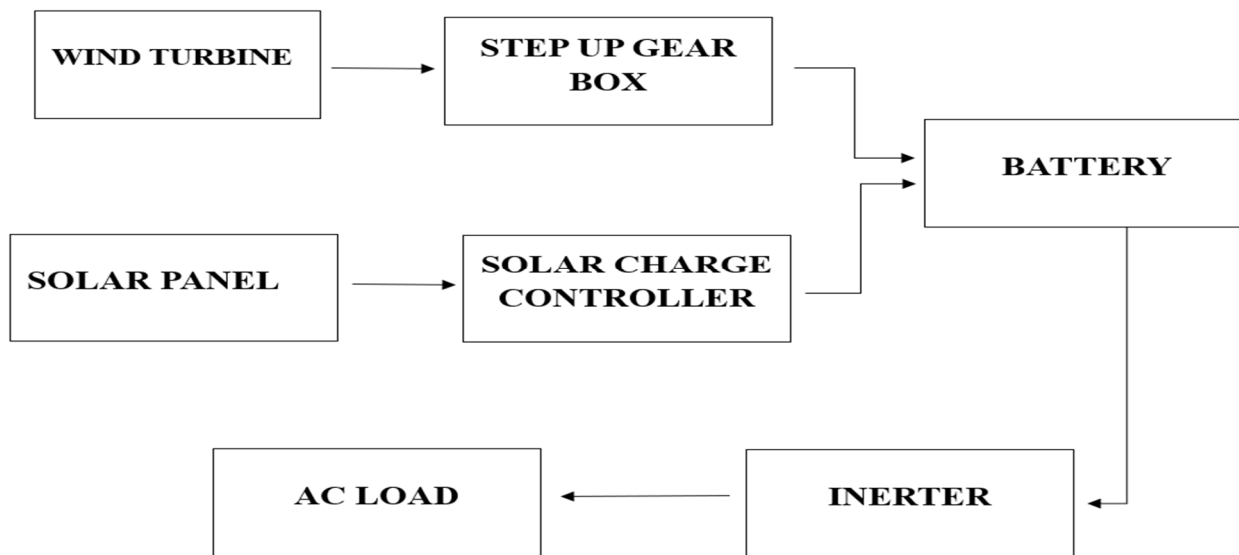 WIND TURBINE
STEP UP GEAR
BOX
BATTERY
SOLAR PANEL
SOLAR CHARGE
CONTROLLER
AC LOAD
INERTER